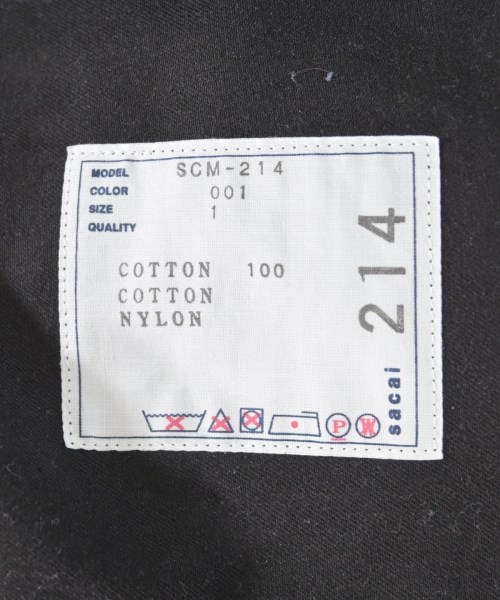 MODEL SCM-214
COLOR 001
SIZE 1
QUALITY
COTTON 100
COTTON
NYLON
214
sacai
P
W